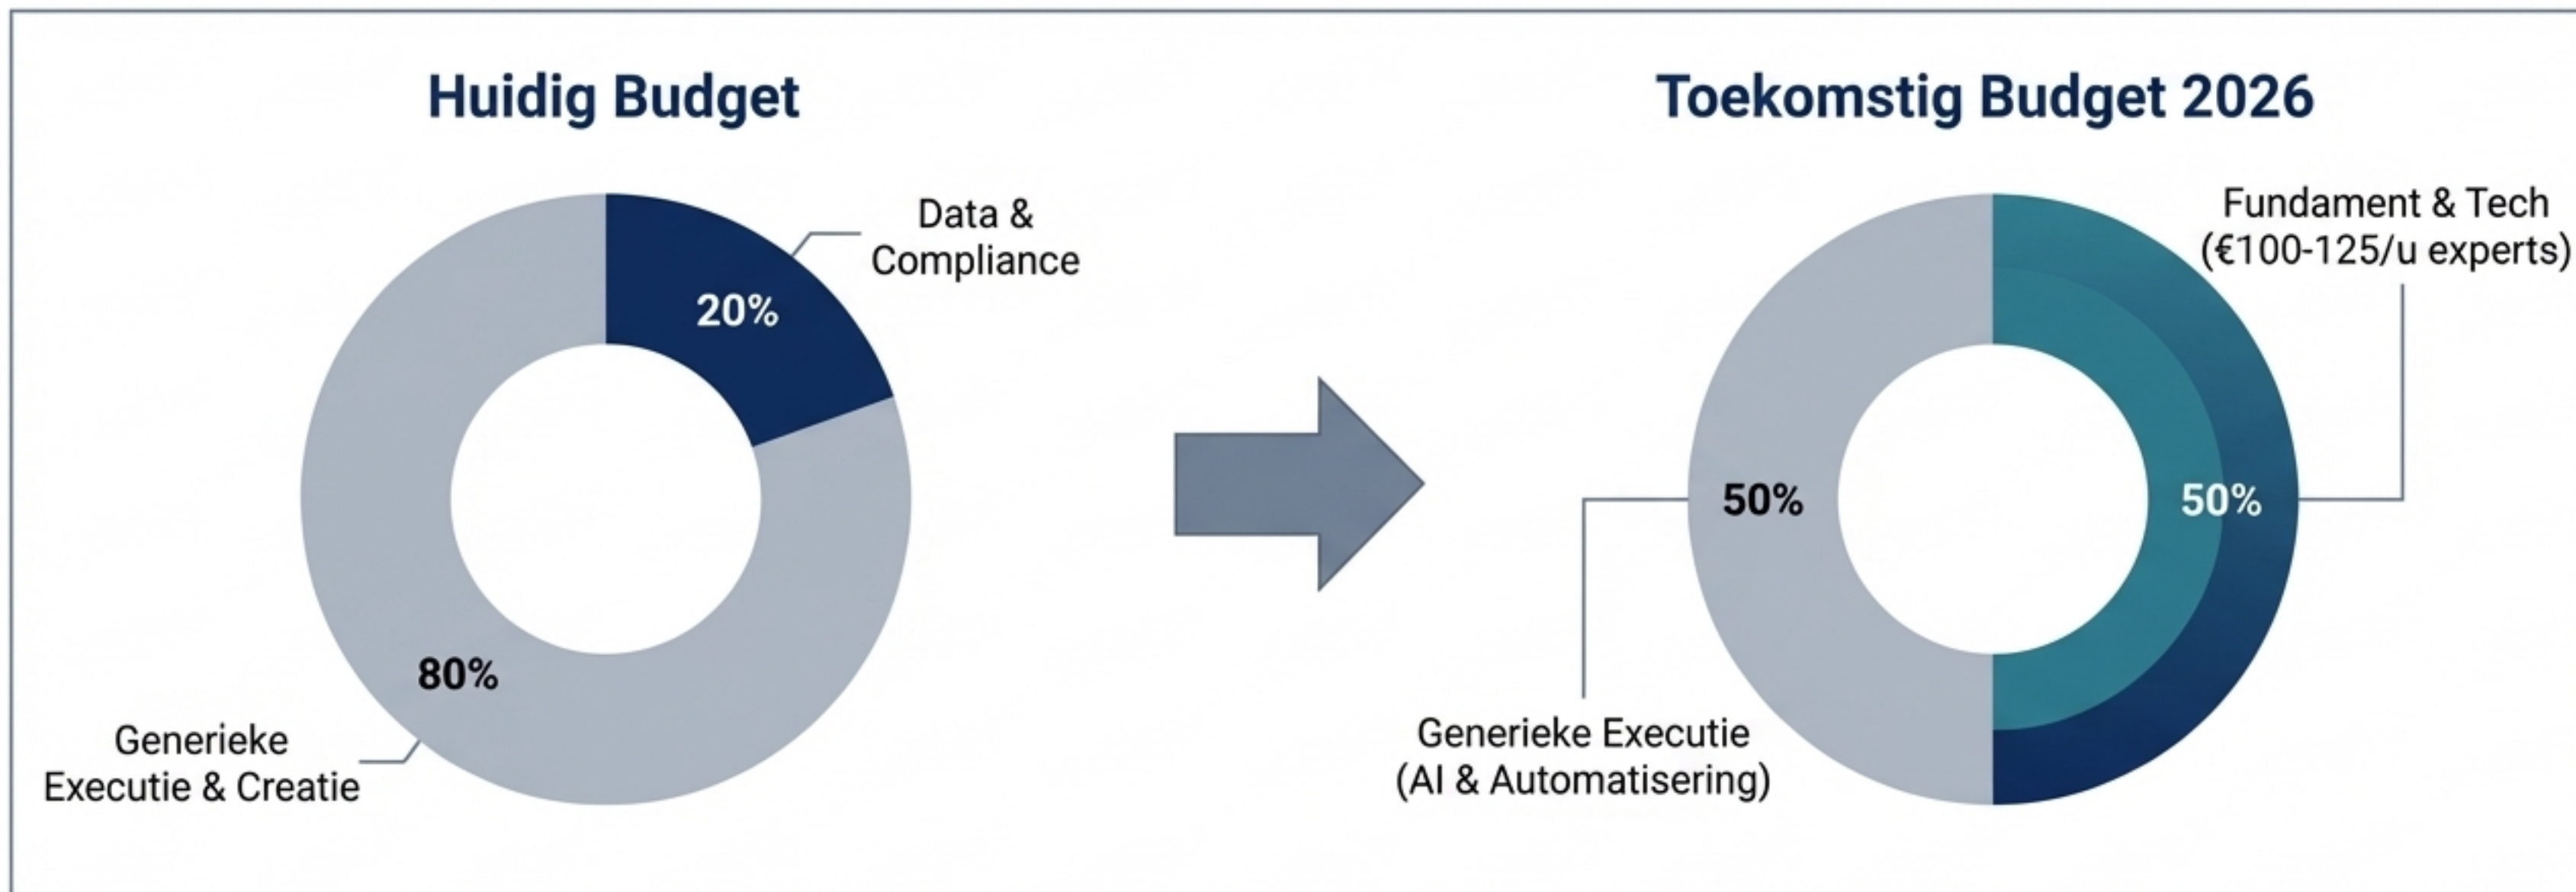 Huidig Budget
Data &
Compliance
20%
80%
Generieke
Executie & Creatie
Toekomstig Budget 2026
Fundament & Tech
(€100-125/u experts)
50%
50%
Generieke Executie
(AI & Automatisering)